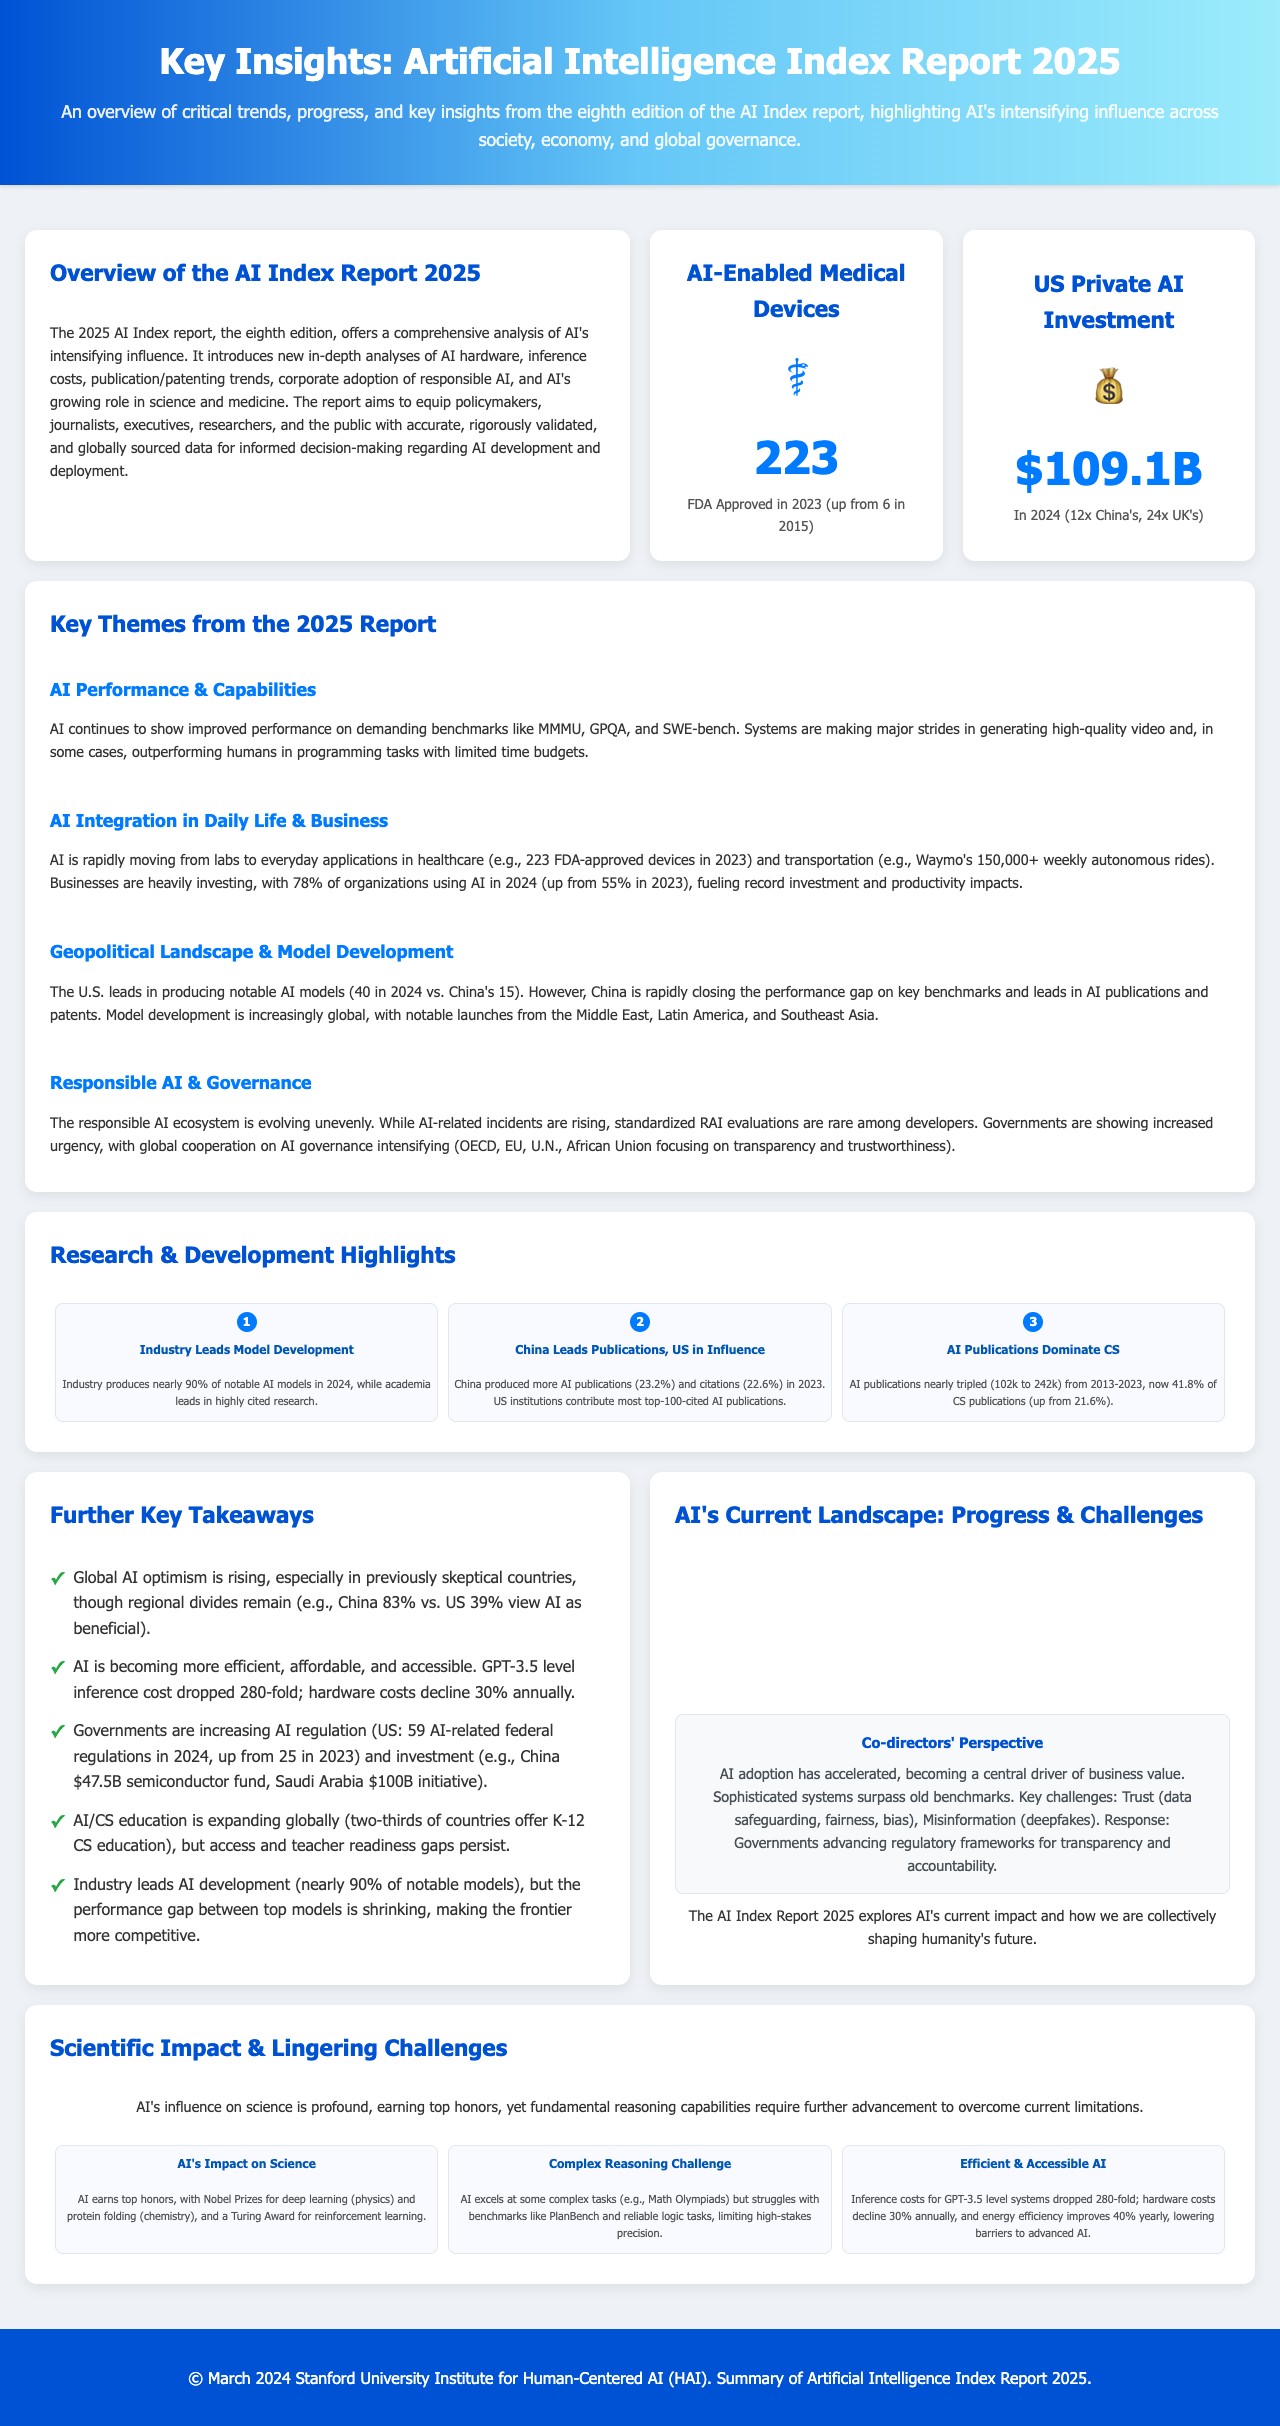 Key Insights: Artificial Intelligence Index Report 2025
An overview of critical trends, progress, and key insights from the eighth edition of the AI Index report, highlighting AI's intensifying influence across
society, economy, and global governance.
Overview of the AI Index Report 2025
The 2025 AI Index report, the eighth edition, offers a comprehensive analysis of AI's
intensifying influence. It introduces new in-depth analyses of AI hardware, inference
costs, publication/patenting trends, corporate adoption of responsible AI, and AI's
growing role in science and medicine. The report aims to equip policymakers,
journalists, executives, researchers, and the public with accurate, rigorously validated,
and globally sourced data for informed decision-making regarding AI development and
deployment.
AI-Enabled Medical
Devices
223
FDA Approved in 2023 (up from 6 in
2015)
US Private AI
Investment
$109.1B
In 2024 (12x China's, 24x UK's)
Key Themes from the 2025 Report
AI Performance & Capabilities
AI continues to show improved performance on demanding benchmarks like MMMU, GPQA, and SWE-bench. Systems are making major strides in generating high-quality video and, in
some cases, outperforming humans in programming tasks with limited time budgets.
AI Integration in Daily Life & Business
AI is rapidly moving from labs to everyday applications in healthcare (e.g., 223 FDA-approved devices in 2023) and transportation (e.g., Waymo's 150,000+ weekly autonomous rides).
Businesses are heavily investing, with 78% of organizations using AI in 2024 (up from 55% in 2023), fueling record investment and productivity impacts.
Geopolitical Landscape & Model Development
The U.S. leads in producing notable AI models (40 in 2024 vs. China's 15). However, China is rapidly closing the performance gap on key benchmarks and leads in AI publications and
patents. Model development is increasingly global, with notable launches from the Middle East, Latin America, and Southeast Asia.
Responsible AI & Governance
The responsible AI ecosystem is evolving unevenly. While AI-related incidents are rising, standardized RAI evaluations are rare among developers. Governments are showing increased
urgency, with global cooperation on AI governance intensifying (OECD, EU, U.N., African Union focusing on transparency and trustworthiness).
Research & Development Highlights
1
Industry Leads Model Development
Industry produces nearly 90% of notable AI models in 2024, while academia
leads in highly cited research.
2
China Leads Publications, US in Influence
China produced more AI publications (23.2%) and citations (22.6%) in 2023.
US institutions contribute most top-100-cited AI publications.
3
AI Publications Dominate CS
AI publications nearly tripled (102k to 242k) from 2013-2023, now 41.8% of
CS publications (up from 21.6%).
Further Key Takeaways
✓ Global AI optimism is rising, especially in previously skeptical countries,
though regional divides remain (e.g., China 83% vs. US 39% view AI as
beneficial).
✓ AI is becoming more efficient, affordable, and accessible. GPT-3.5 level
inference cost dropped 280-fold; hardware costs decline 30% annually.
✓ Governments are increasing AI regulation (US: 59 AI-related federal
regulations in 2024, up from 25 in 2023) and investment (e.g., China
$47.5B semiconductor fund, Saudi Arabia $100B initiative).
✓ AI/CS education is expanding globally (two-thirds of countries offer K-12
CS education), but access and teacher readiness gaps persist.
✓ Industry leads AI development (nearly 90% of notable models), but the
performance gap between top models is shrinking, making the frontier
more competitive.
AI's Current Landscape: Progress & Challenges
Co-directors' Perspective
AI adoption has accelerated, becoming a central driver of business value.
Sophisticated systems surpass old benchmarks. Key challenges: Trust (data
safeguarding, fairness, bias), Misinformation (deepfakes). Response:
Governments advancing regulatory frameworks for transparency and
accountability.
The AI Index Report 2025 explores AI's current impact and how we are collectively
shaping humanity's future.
Scientific Impact & Lingering Challenges
AI's influence on science is profound, earning top honors, yet fundamental reasoning capabilities require further advancement to overcome current limitations.
AI's Impact on Science
AI earns top honors, with Nobel Prizes for deep learning (physics) and
protein folding (chemistry), and a Turing Award for reinforcement learning.
Complex Reasoning Challenge
AI excels at some complex tasks (e.g., Math Olympiads) but struggles with
benchmarks like PlanBench and reliable logic tasks, limiting high-stakes
precision.
Efficient & Accessible AI
Inference costs for GPT-3.5 level systems dropped 280-fold; hardware costs
decline 30% annually, and energy efficiency improves 40% yearly, lowering
barriers to advanced AI.
© March 2024 Stanford University Institute for Human-Centered AI (HAI). Summary of Artificial Intelligence Index Report 2025.